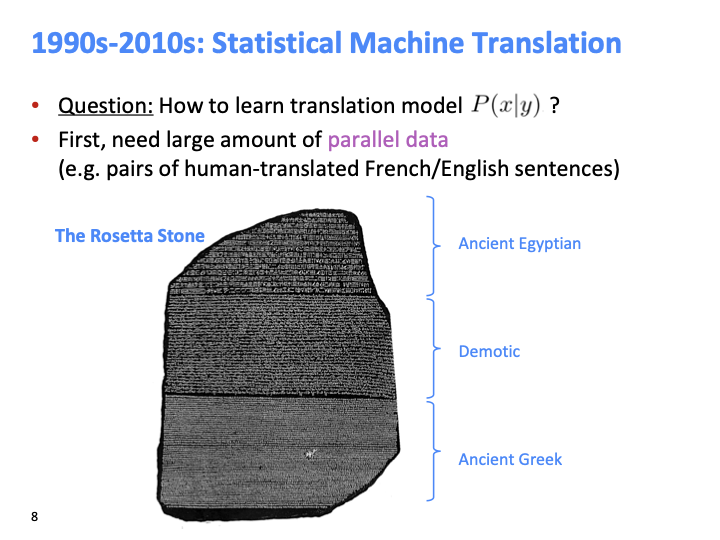 1990s-2010s: Statistical Machine Translation
• Question: How to learn translation model P(x|y) ?
• First, need large amount of parallel data
(e.g. pairs of human-translated French/English sentences)
The Rosetta Stone
Ancient Egyptian
Demotic
Ancient Greek
8